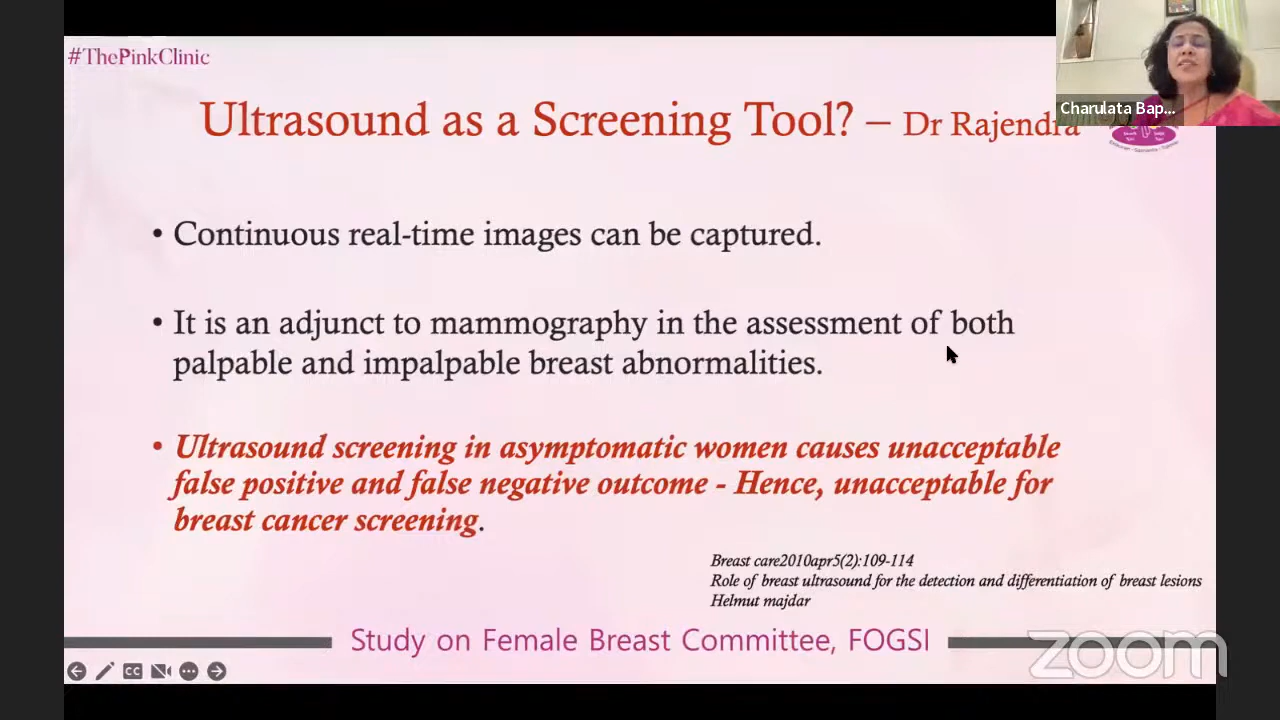 #ThePinkClinic
Charulata Bap...
Ultrasound as a Screening Tool? – Dr Rajendra
• Continuous real-time images can be captured.
• It is an adjunct to mammography in the assessment of both
palpable and impalpable breast abnormalities.
• Ultrasound screening in asymptomatic women causes unacceptable
false positive and false negative outcome - Hence, unacceptable for
breast cancer screening.
Breast care2010apr5(2):109-114
Role of breast ultrasound for the detection and differentiation of breast lesions
Helmut majdar
Study on Female Breast Committee, FOGSI
zoom
CC